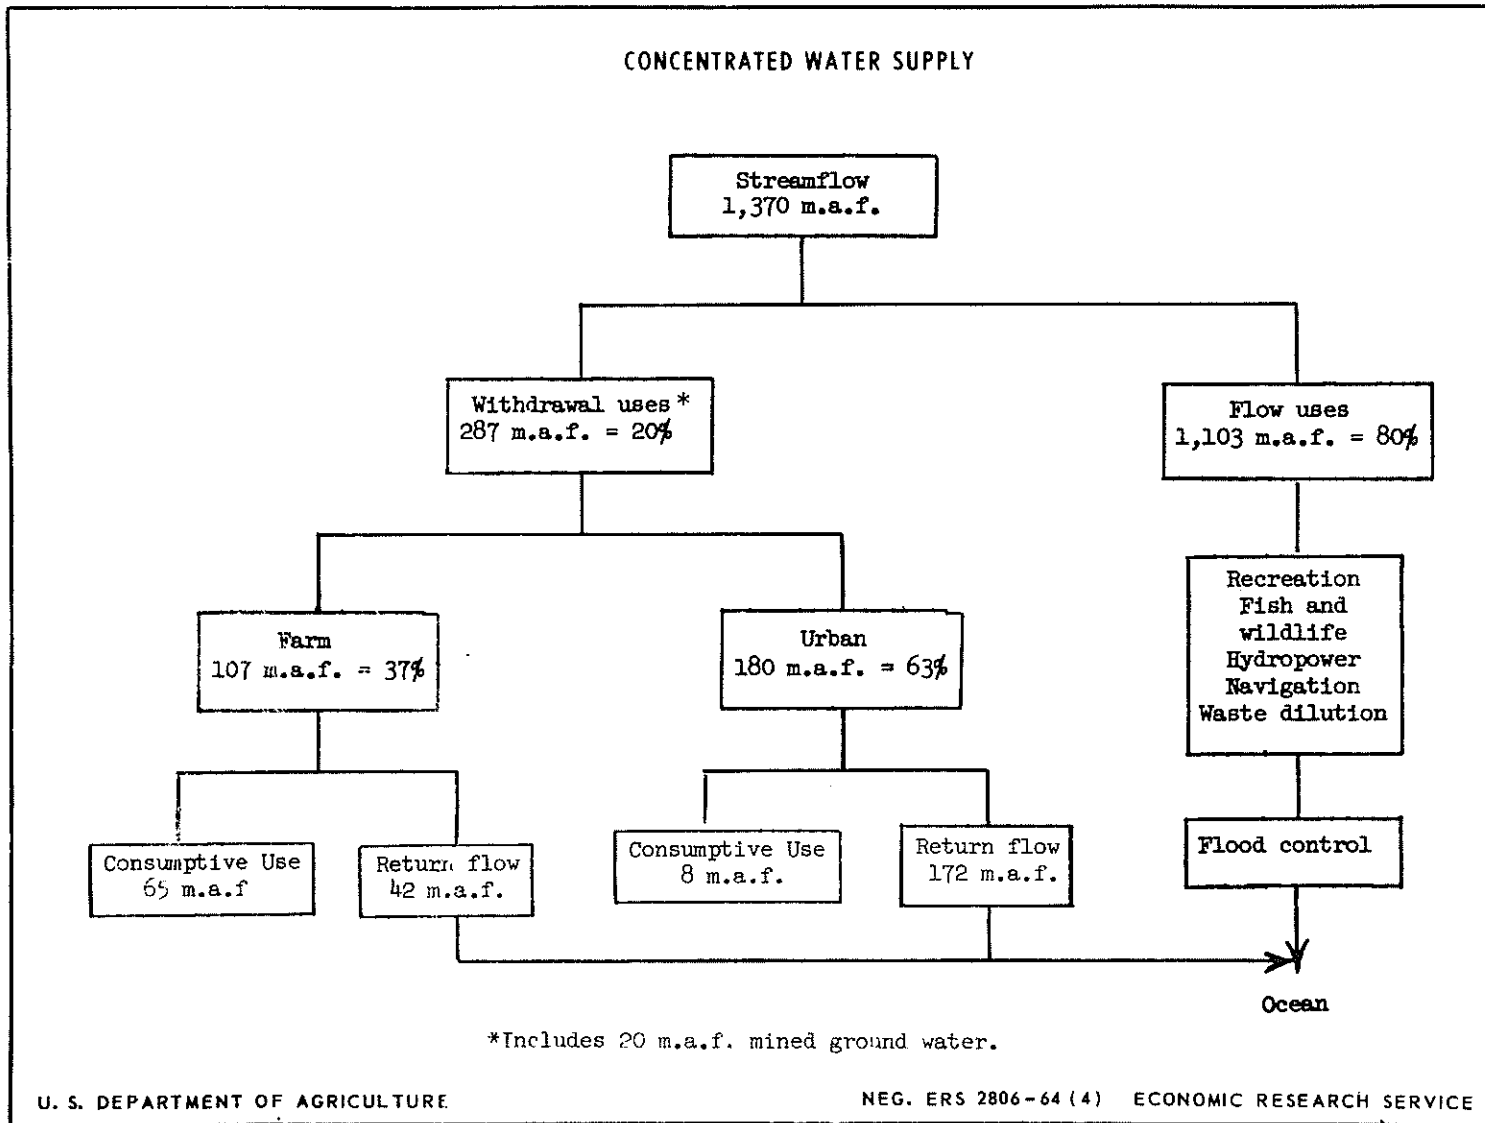 CONCENTRATED WATER SUPPLY
Streamflow
1,370 m.a.f.
Withdrawal uses *
287 m.a.f. = 20%
Flow uses
1,103 m.a.f. = 80%
Farm
107 m.a.f. = 37%
Urban
180 m.a.f. = 63%
Recreation
Fish and
wildlife
Hydropower
Navigation
Waste dilution
Consumptive Use
65 m.a.f
Return flow
42 m.a.f.
Consumptive Use
8 m.a.f.
Return flow
172 m.a.f.
Flood control
Ocean
*Includes 20 m.a.f. mined ground water.
U. S. DEPARTMENT OF AGRICULTURE
NEG. ERS 2806-64 (4) ECONOMIC RESEARCH SERVICE